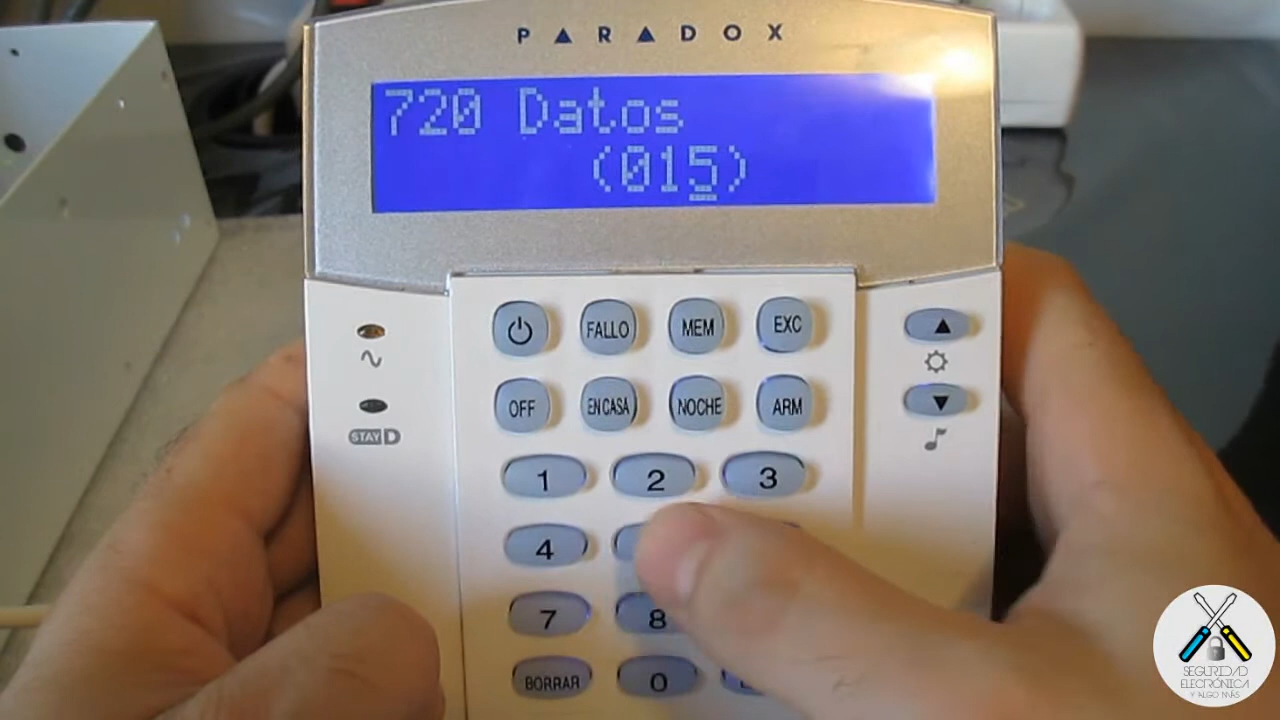 PARADOX
720 Datos
(015)
FALLO MEM EXC
OFF EN CASA NOCHE ARM
STAY D
1 2 3
4
7 8
BORRAR 0
SEGURIDAD
ELECTRÓNICA
Y ALGO MÁS